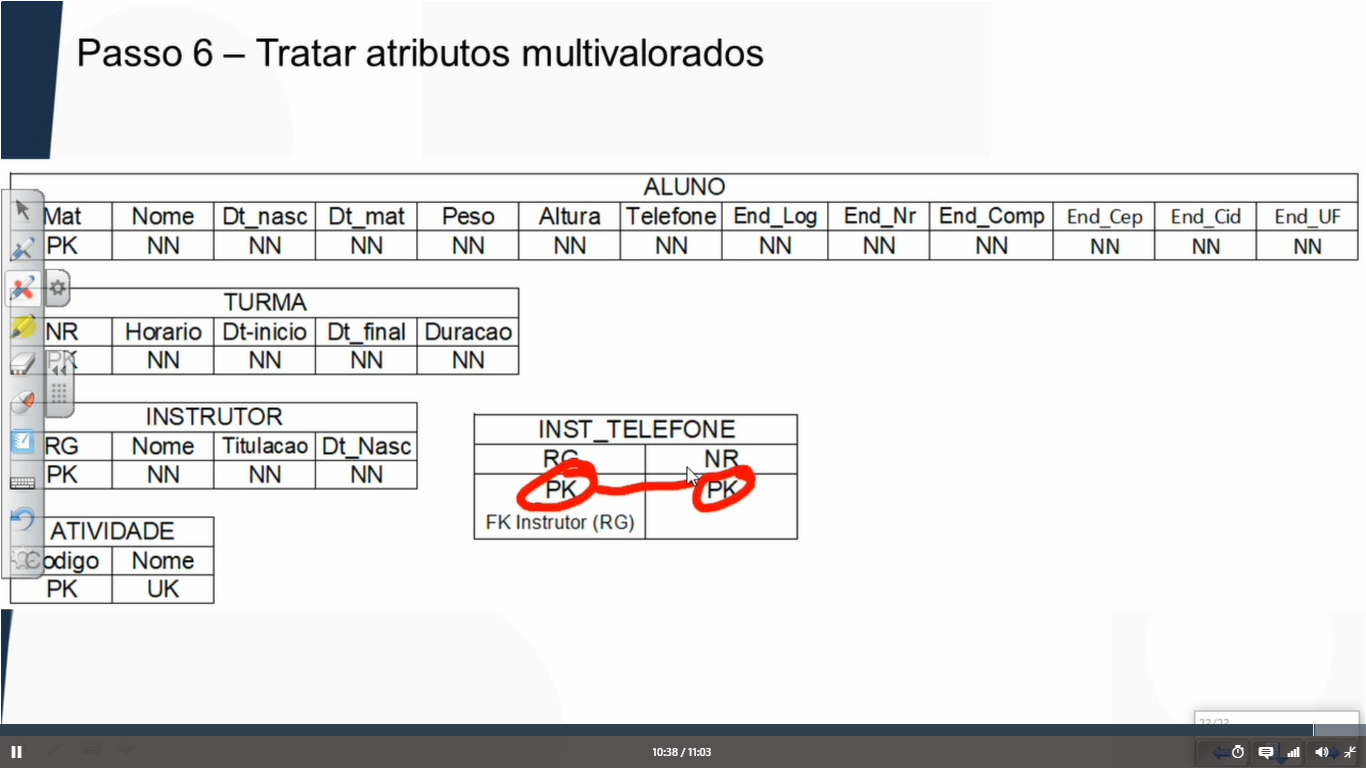 Passo 6 – Tratar atributos multivalorados
ALUNO
Mat Nome Dt_nasc Dt_mat Peso Altura Telefone End_Log End_Nr End_Comp End_Cep End_Cid End_UF
PK NN NN NN NN NN NN NN NN NN NN NN NN
TURMA
NR Horario Dt-inicio Dt_final Duracao
PK NN NN NN NN
INSTRUTOR
RG Nome Titulacao Dt_Nasc
PK NN NN NN
INST_TELEFONE
RG NR
PK PK
FK Instrutor (RG)
ATIVIDADE
Codigo Nome
PK UK
23/23
10:38 / 11:03